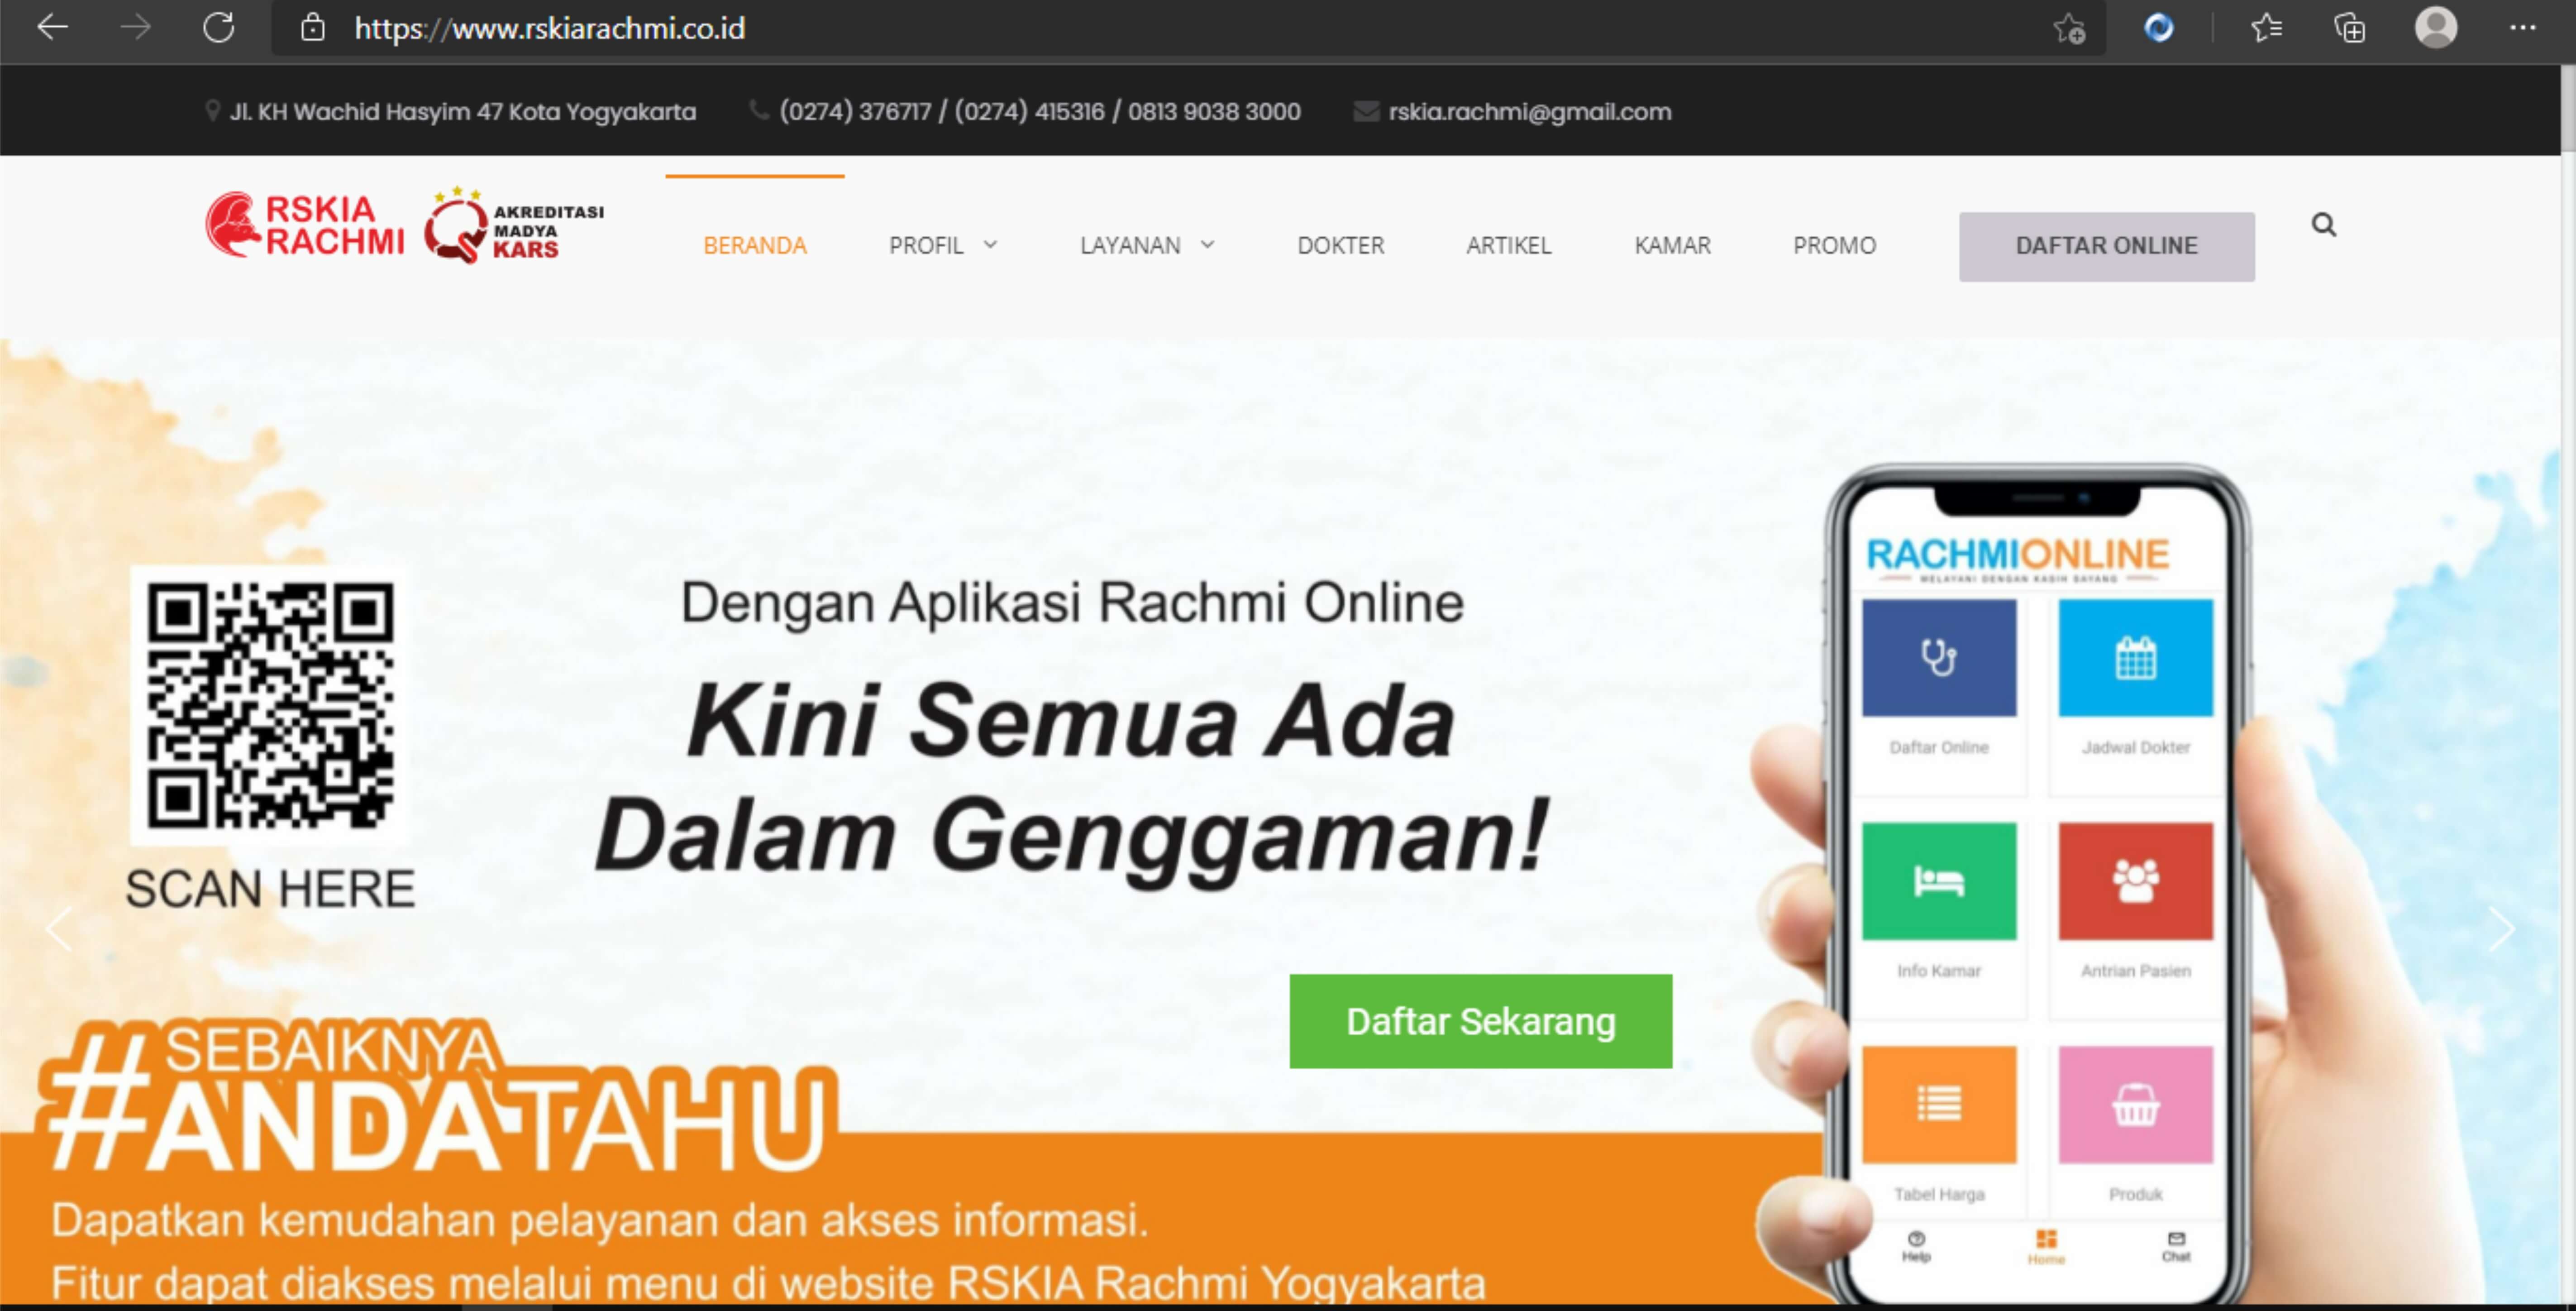 https://www.rskiarachmi.co.id
Jl. KH Wachid Hasyim 47 Kota Yogyakarta
(0274) 376717 / (0274) 415316 / 0813 9038 3000
rskia.rachmi@gmail.com
RSKIA
RACHMI
AKREDITASI
MADYA
KARS
BERANDA
PROFIL
LAYANAN
DOKTER
ARTIKEL
KAMAR
PROMO
DAFTAR ONLINE
SCAN HERE
Dengan Aplikasi Rachmi Online
Kini Semua Ada
Dalam Genggaman!
Daftar Sekarang
#SEBAIKNYA
ANDATAHU
Dapatkan kemudahan pelayanan dan akses informasi.
Fitur dapat diakses melalui menu di website RSKIA Rachmi Yogyakarta
RACHMIONLINE
MELAYANI DENGAN KASIH SAYANG
Daftar Online
Jadwal Dokter
Info Kamar
Antrian Pasien
Tabel Harga
Produk
Help
Home
Chat